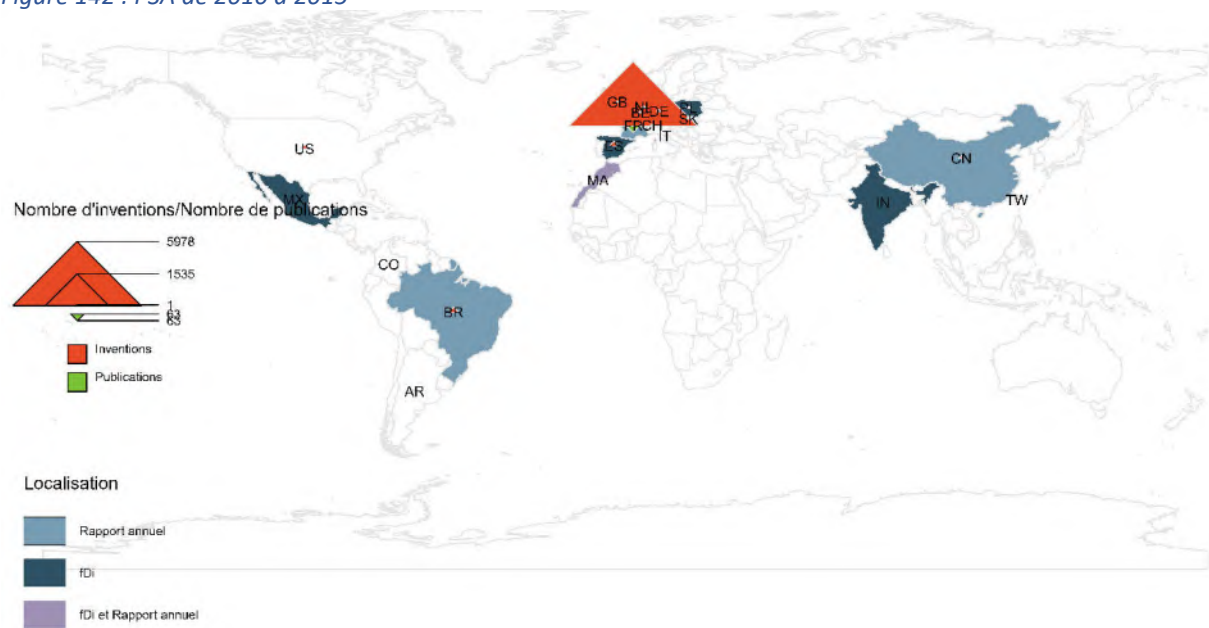 Figure 142 : PSA de 2010 à 2015
GB
NL
BE
DE
PL
SK
FR
CH
IT
ES
US
CN
MA
MX
IN
TW
Nombre d'inventions/Nombre de publications
5978
CO
1535
1
63
63
BR
Inventions
Publications
AR
Localisation
Rapport annuel
fDi
fDi et Rapport annuel